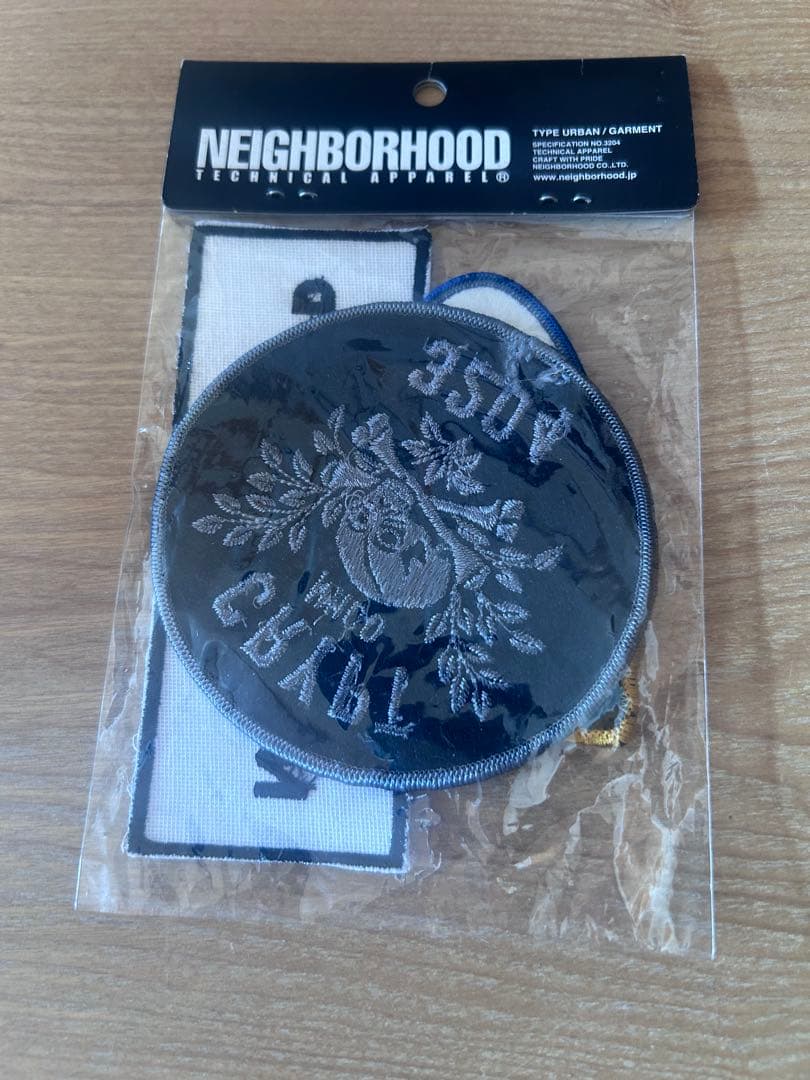 NEIGHBORHOOD
TECHNICAL APPAREL®
TYPE URBAN / GARMENT
SPECIFICATION NO.3204
TECHNICAL APPAREL
CRAFT WITH PRIDE
NEIGHBORHOOD CO.,LTD.
www.neighborhood.jp